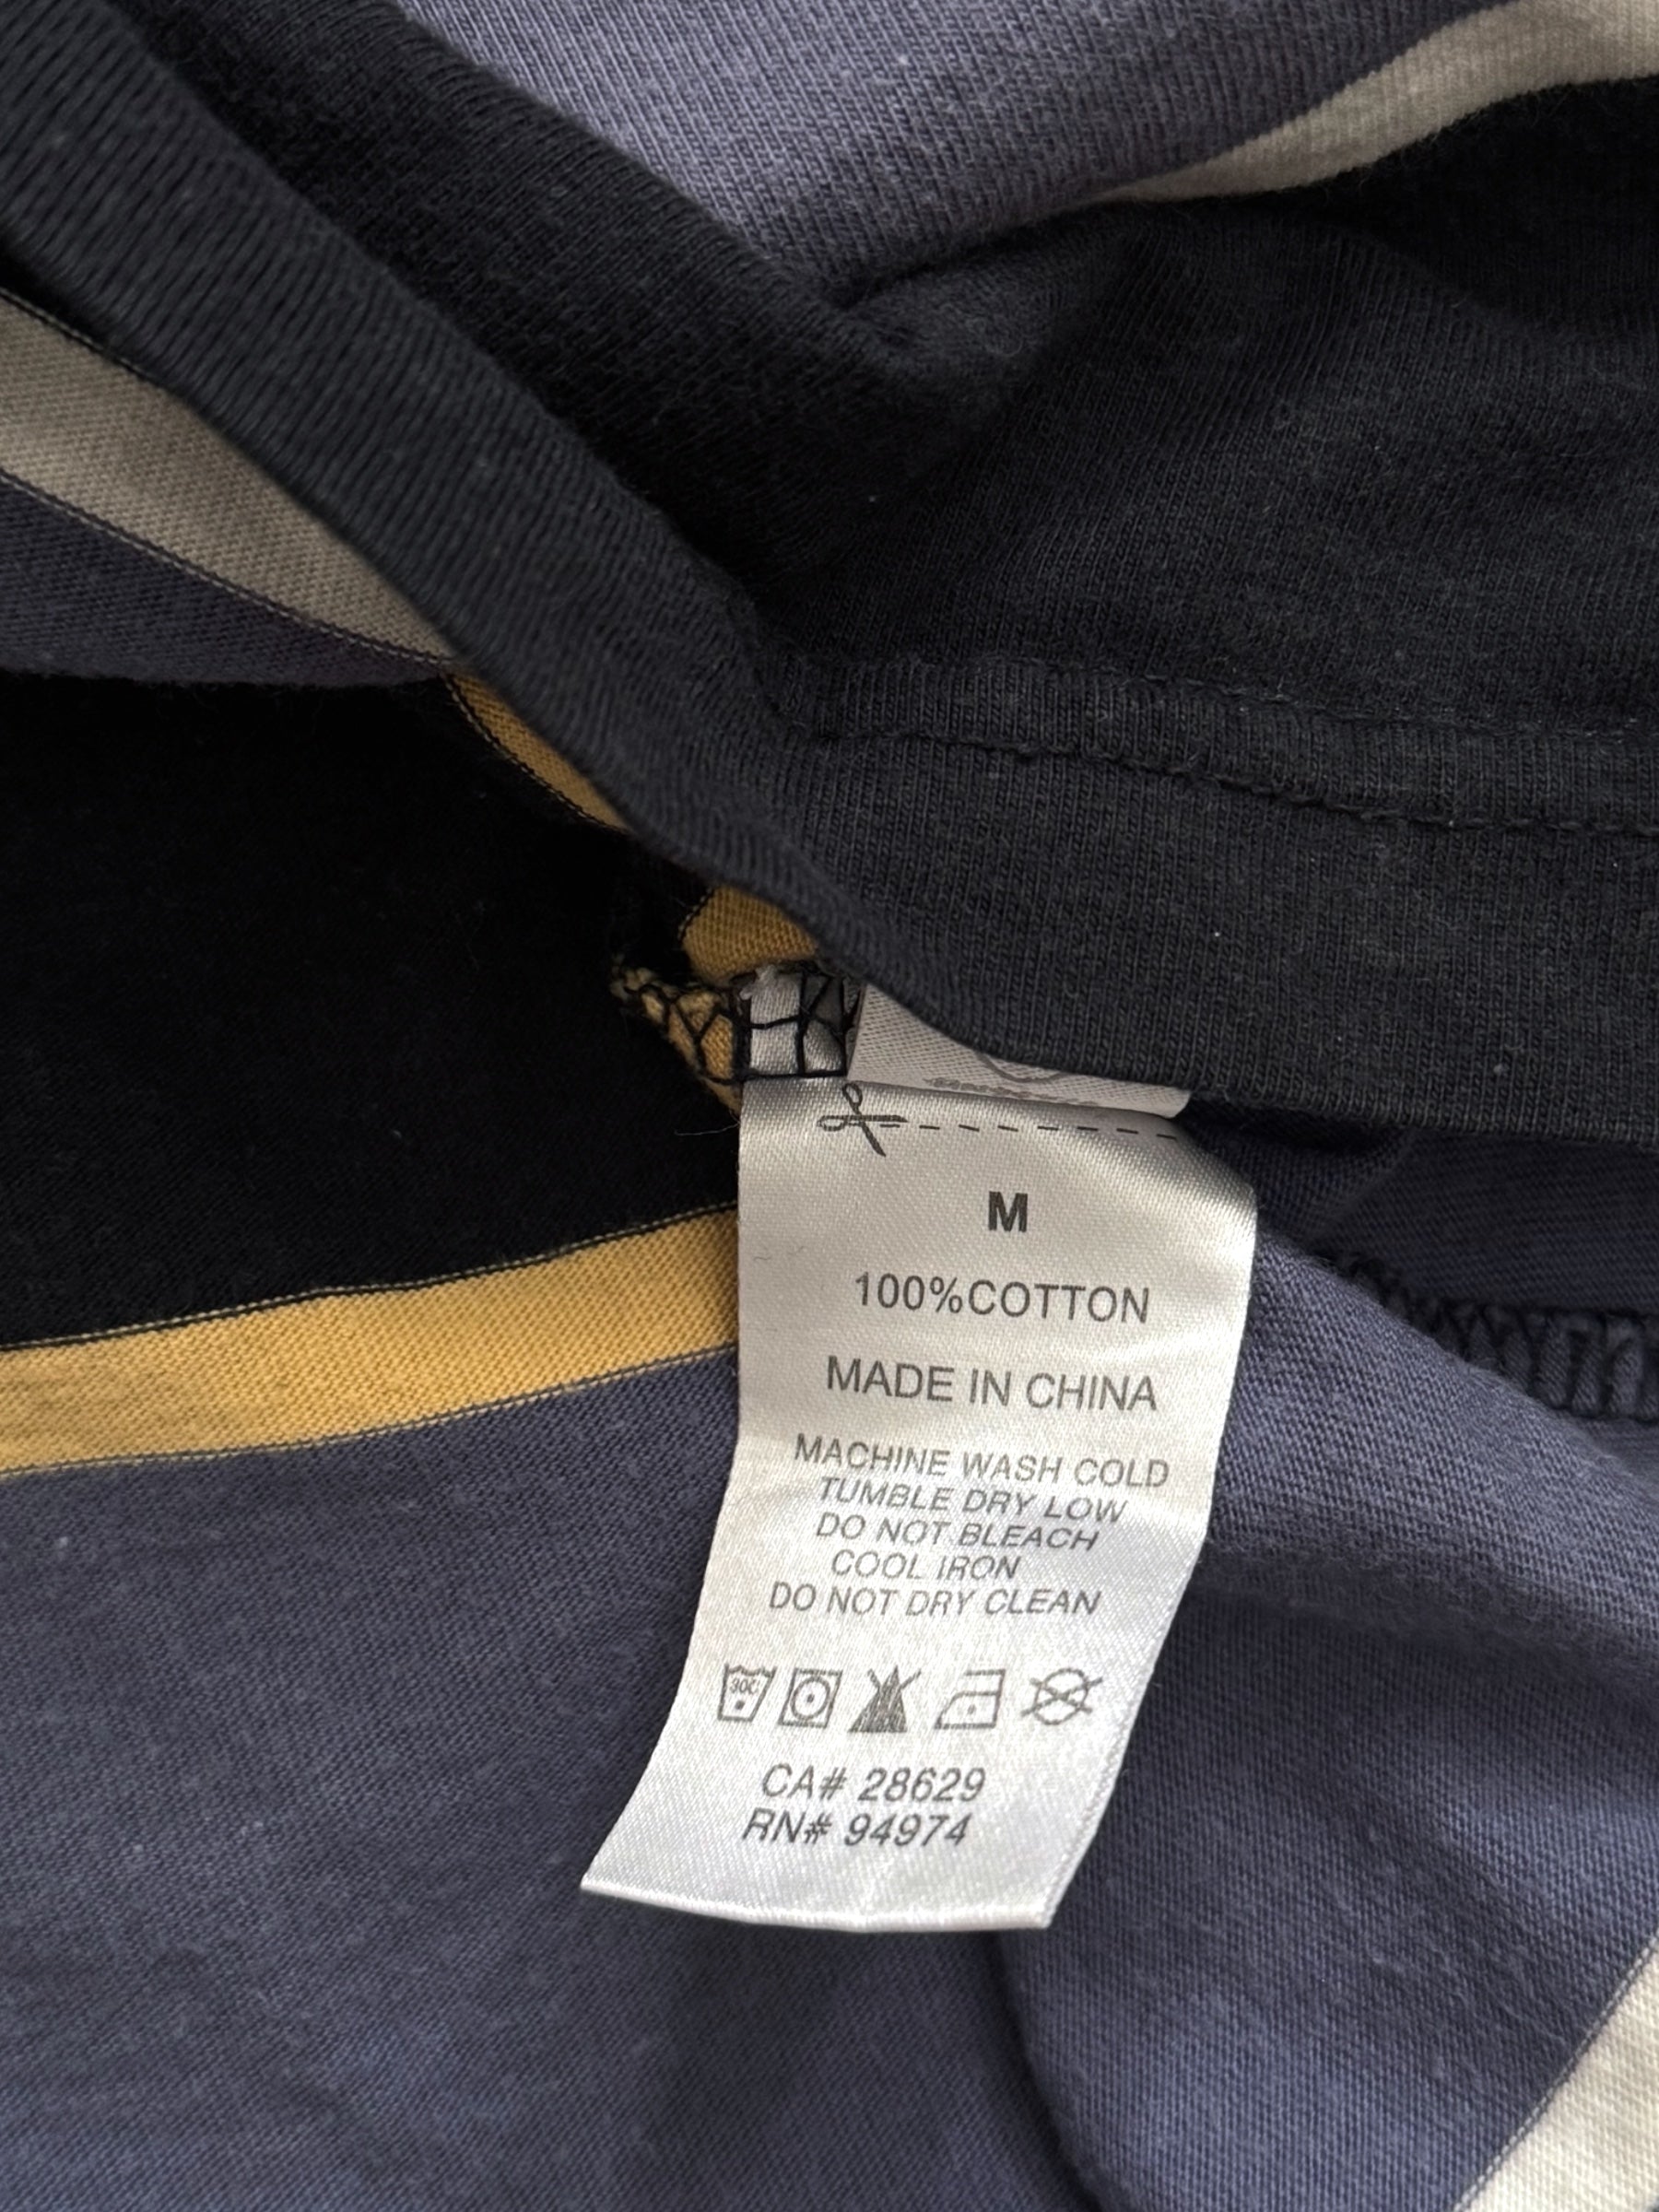 M
100%COTTON
MADE IN CHINA
MACHINE WASH COLD
TUMBLE DRY LOW
DO NOT BLEACH
COOL IRON
DO NOT DRY CLEAN
30C
CA# 28629
RN# 94974